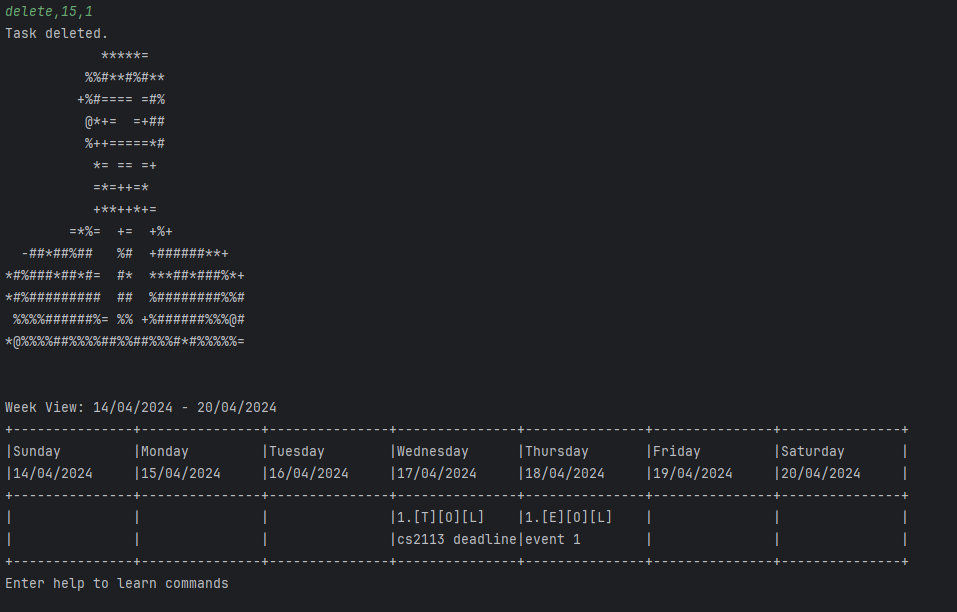 delete,15,1
Task deleted.
            *****=
          %%#**#%#**
         +%#==== =#%
          @*+=  =+##
          %++=====*#
           *= == =+
           =*=++=*
           +**++*+=
        =*%=  +=  +%+
  -##*##%##   %#  +######**+
*#%###*##*#=  #*  ***##*###%*+
*#%#########  ##  %########%%#
 %%%%######%= %% +%######%%%@#
*@%%%%##%%%%##%%##%%%#*#%%%%%=
Week View: 14/04/2024 - 20/04/2024
+---------------+---------------+---------------+---------------+---------------+---------------+---------------+
|Sunday         |Monday         |Tuesday        |Wednesday      |Thursday       |Friday         |Saturday       |
|14/04/2024     |15/04/2024     |16/04/2024     |17/04/2024     |18/04/2024     |19/04/2024     |20/04/2024     |
+---------------+---------------+---------------+---------------+---------------+---------------+---------------+
|               |               |               |1.[T][O][L]    |1.[E][O][L]    |               |               |
|               |               |               |cs2113 deadline|event 1        |               |               |
+---------------+---------------+---------------+---------------+---------------+---------------+---------------+
Enter help to learn commands